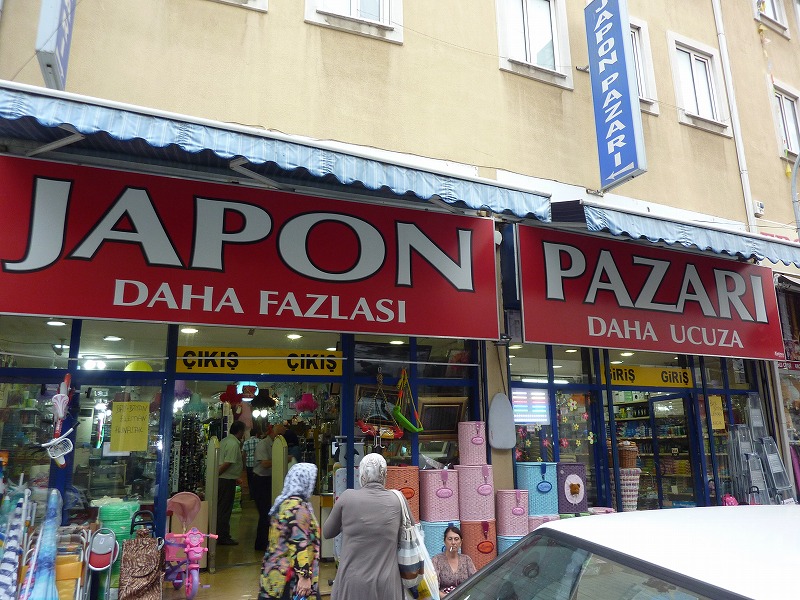 JAPON PAZARI
JAPON
DAHA FAZLASI
PAZARI
DAHA UCUZA
ÇIKIŞ
ÇIKIŞ
GİRİŞ
GİRİŞ